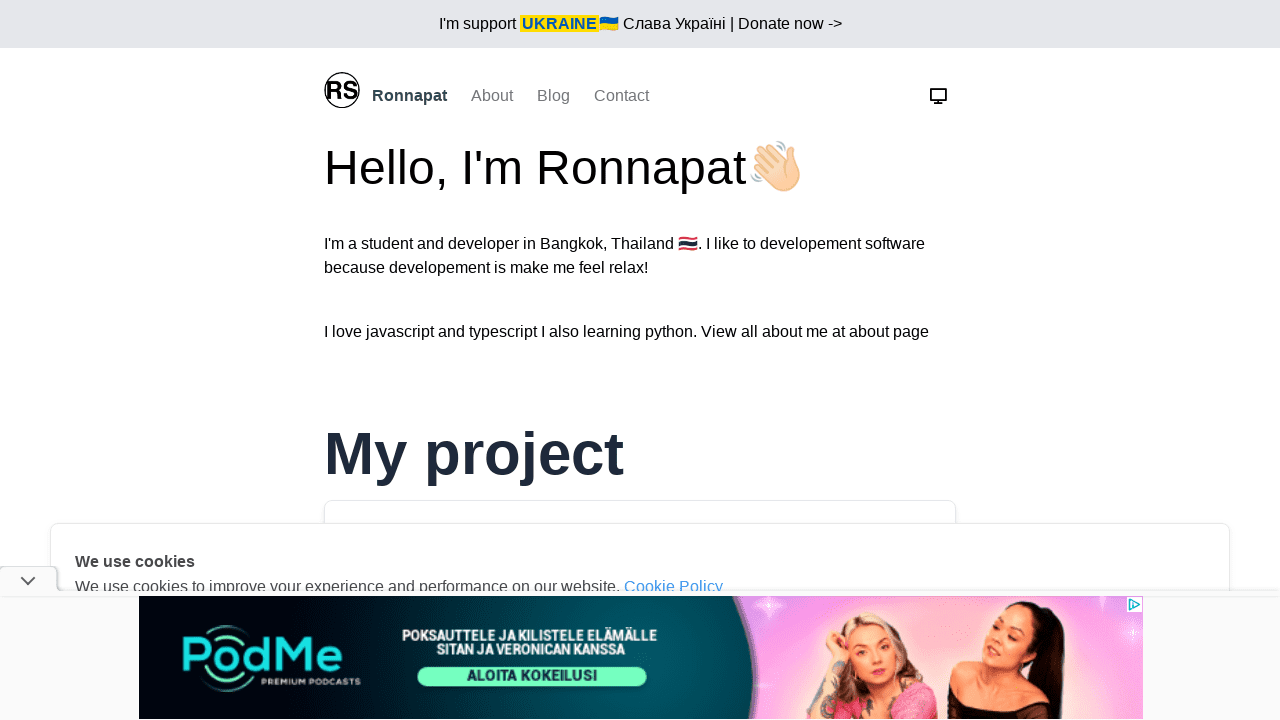 I'm support UKRAINE🇺🇦 Слава Україні | Donate now ->
RS Ronnapat About Blog Contact
Hello, I'm Ronnapat👋🏻
I'm a student and developer in Bangkok, Thailand 🇹🇭. I like to developement software
because developement is make me feel relax!
I love javascript and typescript I also learning python. View all about me at about page
My project
We use cookies
We use cookies to improve your experience and performance on our website. Cookie Policy
PodMe
PREMIUM PODCASTS
POKSAUTTELE JA KILISTELE ELÄMÄLLE
SITAN JA VERONICAN KANSSA
ALOITA KOKEILUSI